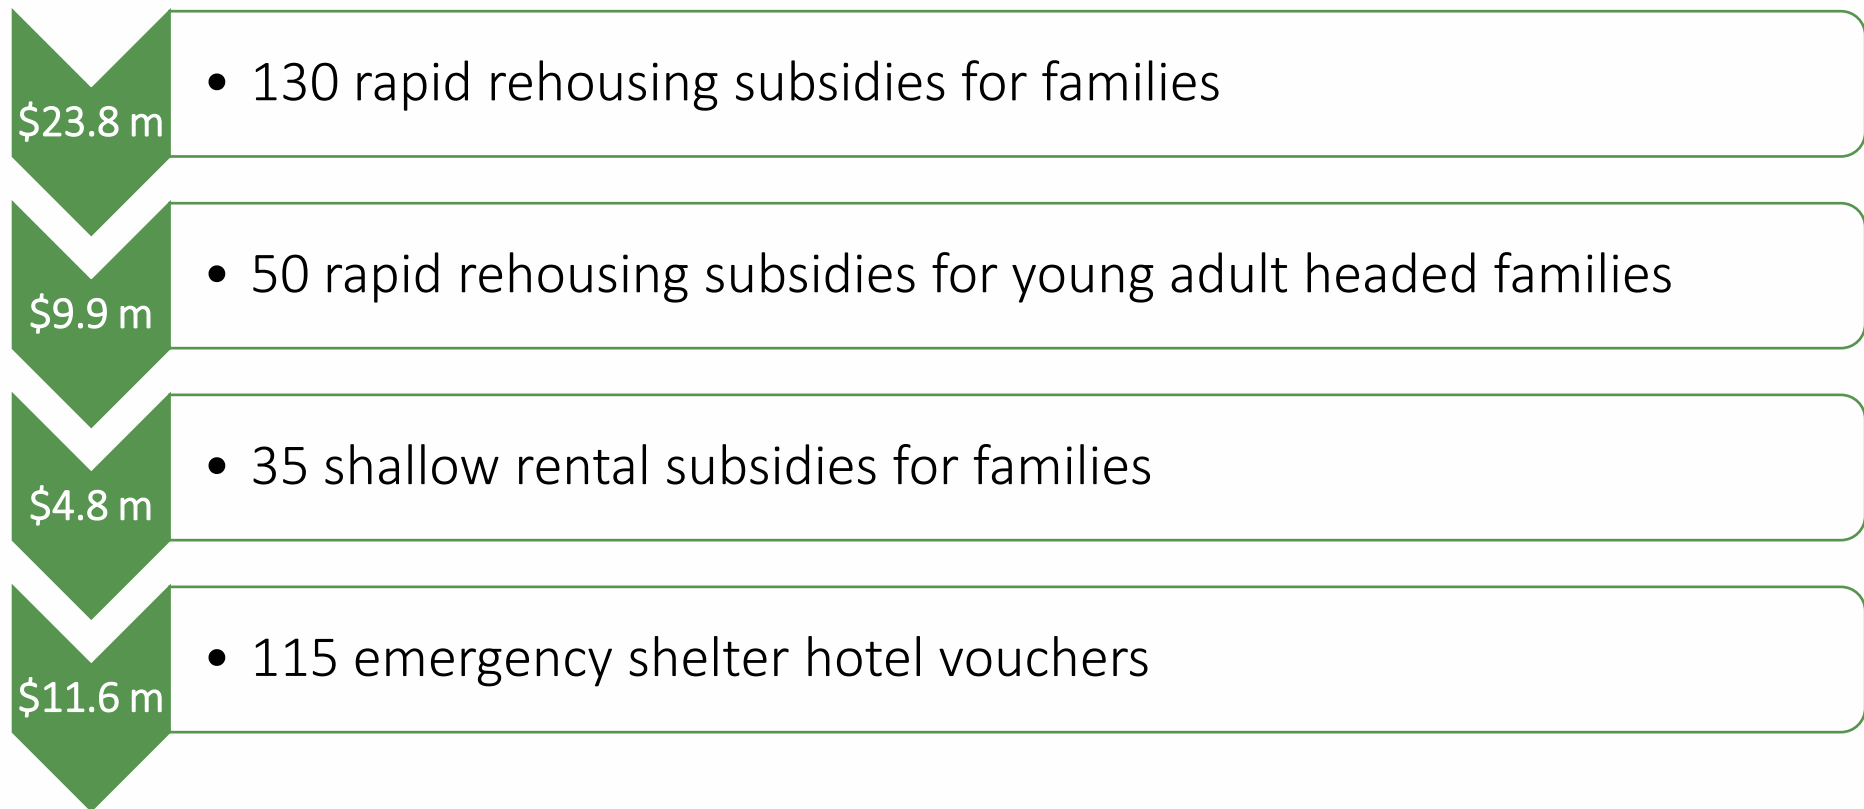 $23.8 m
• 130 rapid rehousing subsidies for families
$9.9 m
• 50 rapid rehousing subsidies for young adult headed families
$4.8 m
• 35 shallow rental subsidies for families
$11.6 m
• 115 emergency shelter hotel vouchers